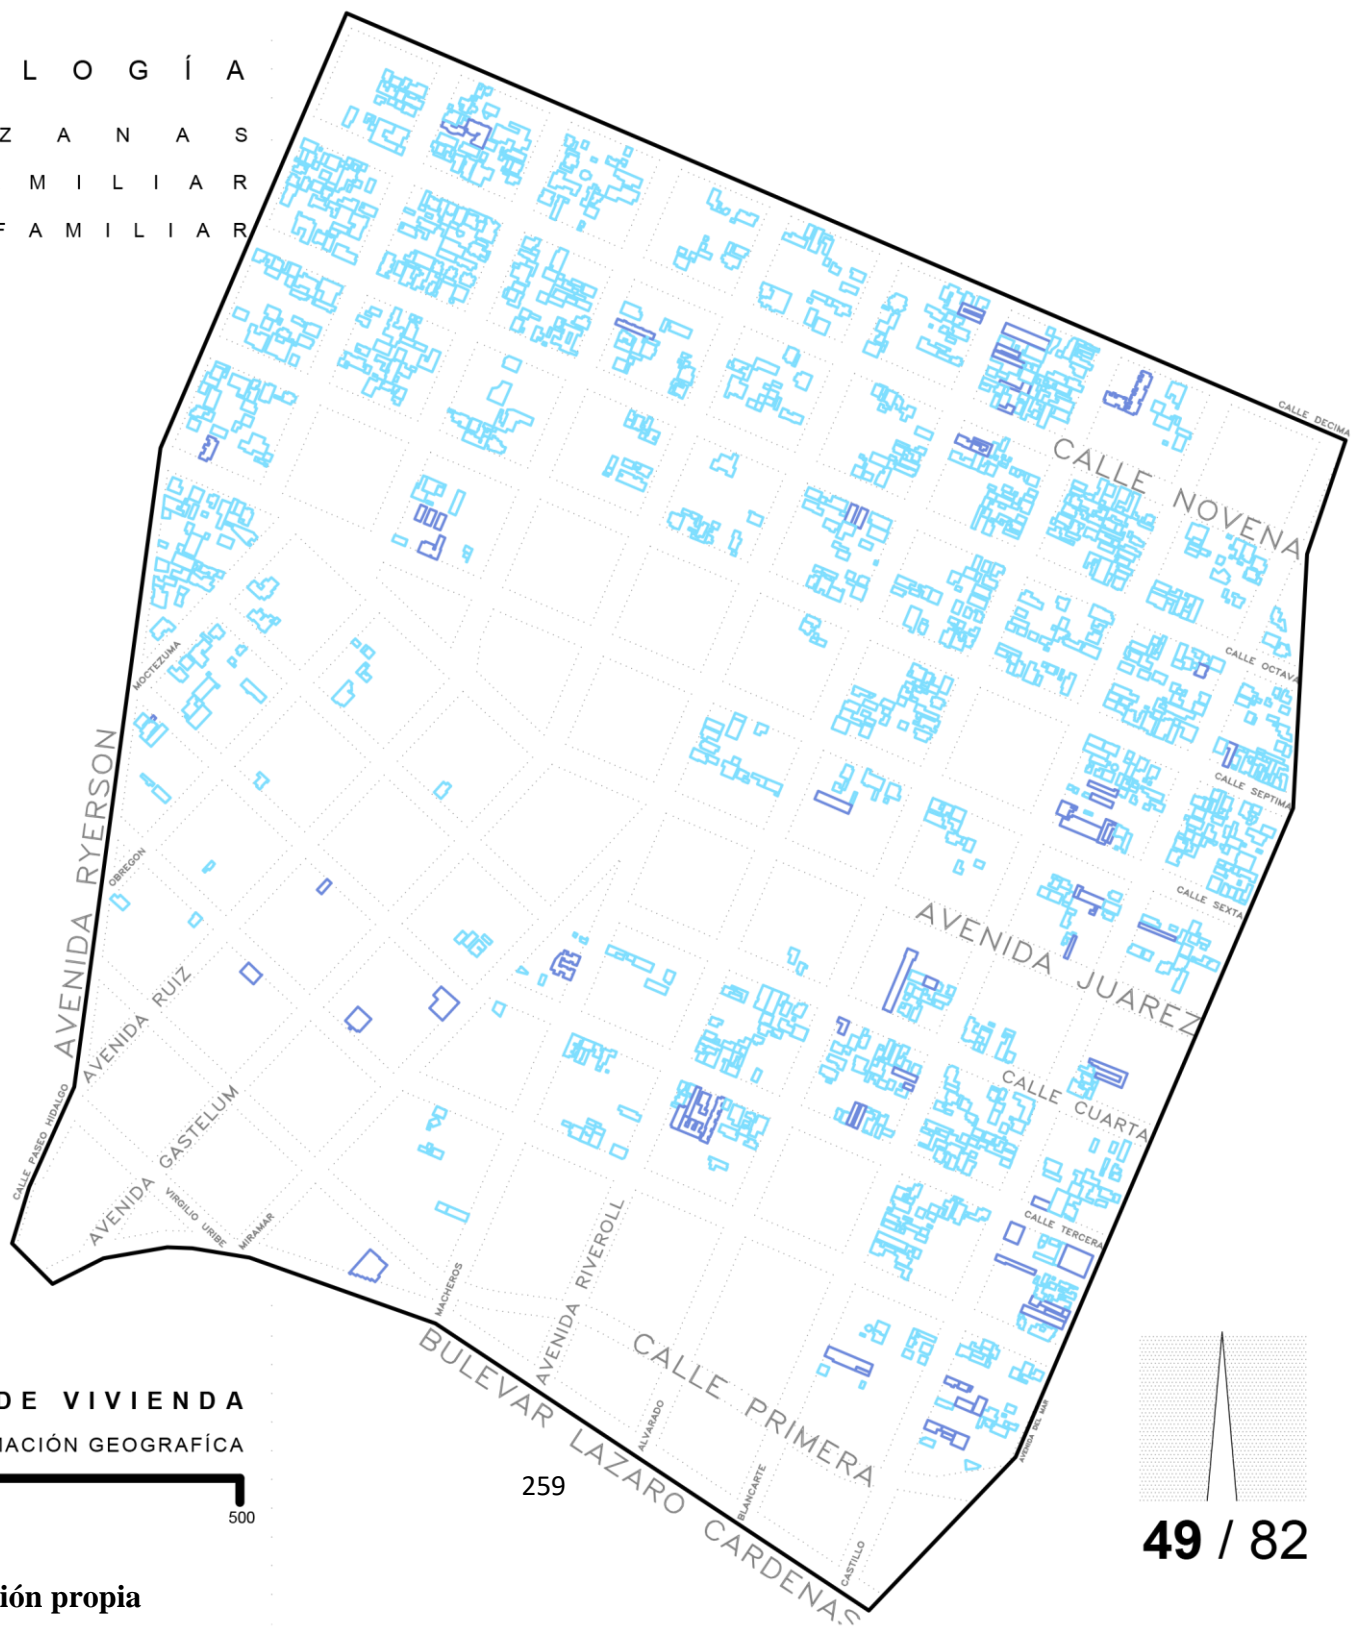 L O G Í A
Z A N A S
M I L I A R
F A M I L I A R
CALLE DECIMA
CALLE NOVENA
CALLE OCTAVA
MOCTEZUMA
AVENIDA RYERSON
CALLE SEPTIMA
OBREGON
CALLE SEXTA
AVENIDA JUAREZ
AVENIDA RUIZ
CALLE CUARTA
CALLE PASEO HIDALGO
AVENIDA GASTELUM
VIRGILIO URIBE
MIRAMAR
CALLE TERCERA
MACHEROS
AVENIDA RIVEROLL
CALLE PRIMERA
BULEVAR LAZARO CARDENAS
ALVARADO
BLANCARTE
CASTILLO
AVENIDA DEL MAR
DE VIVIENDA
MACIÓN GEOGRAFÍCA
500
259
49 / 82
ión propia